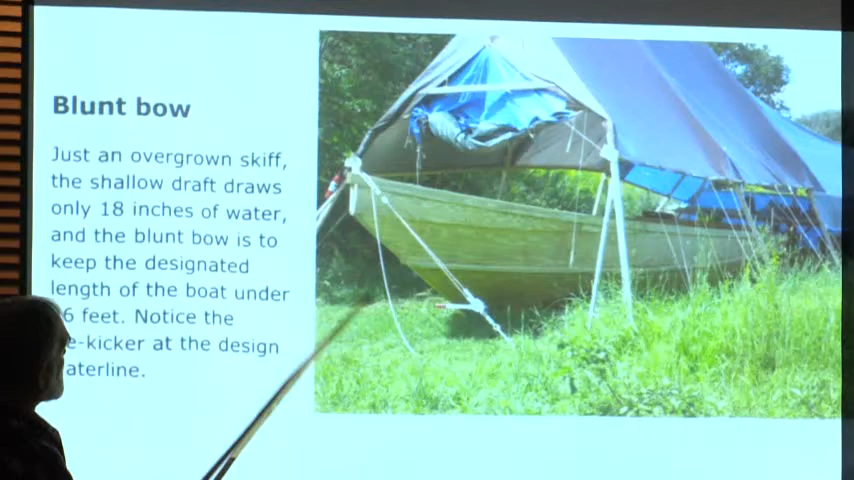 Blunt bow
Just an overgrown skiff,
the shallow draft draws
only 18 inches of water,
and the blunt bow is to
keep the designated
length of the boat under
6 feet. Notice the
e-kicker at the design
aterline.